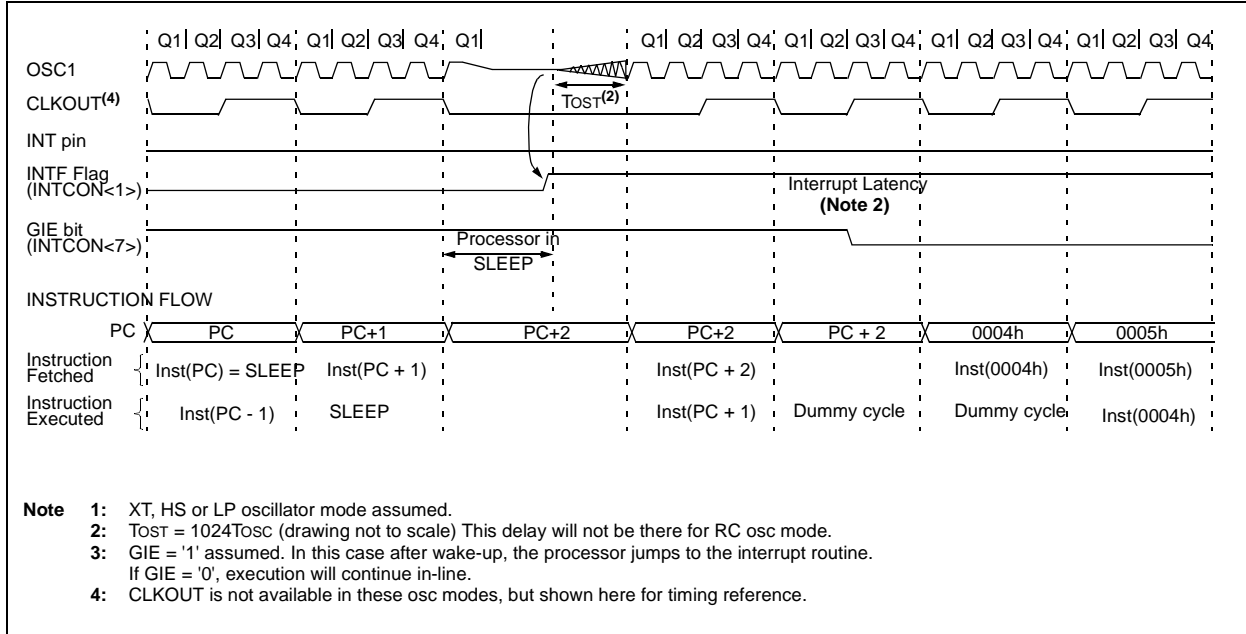 Q1 Q2 Q3 Q4 Q1 Q2 Q3 Q4 Q1 Q1 Q2 Q3 Q4 Q1 Q2 Q3 Q4 Q1 Q2 Q3 Q4 Q1 Q2 Q3 Q4
OSC1
TOST(2)
CLKOUT(4)
INT pin
INTF Flag
(INTCON<1>)
Interrupt Latency
(Note 2)
GIE bit
(INTCON<7>)
Processor in
SLEEP
INSTRUCTION FLOW
PC PC PC+1 PC+2 PC+2 PC + 2 0004h 0005h
Instruction
Fetched
Inst(PC) = SLEEP Inst(PC + 1) Inst(PC + 2) Inst(0004h) Inst(0005h)
Instruction
Executed
Inst(PC - 1) SLEEP Inst(PC + 1) Dummy cycle Dummy cycle Inst(0004h)
Note 1: XT, HS or LP oscillator mode assumed.
2: TOST = 1024TOSC (drawing not to scale) This delay will not be there for RC osc mode.
3: GIE = '1' assumed. In this case after wake-up, the processor jumps to the interrupt routine.
If GIE = '0', execution will continue in-line.
4: CLKOUT is not available in these osc modes, but shown here for timing reference.